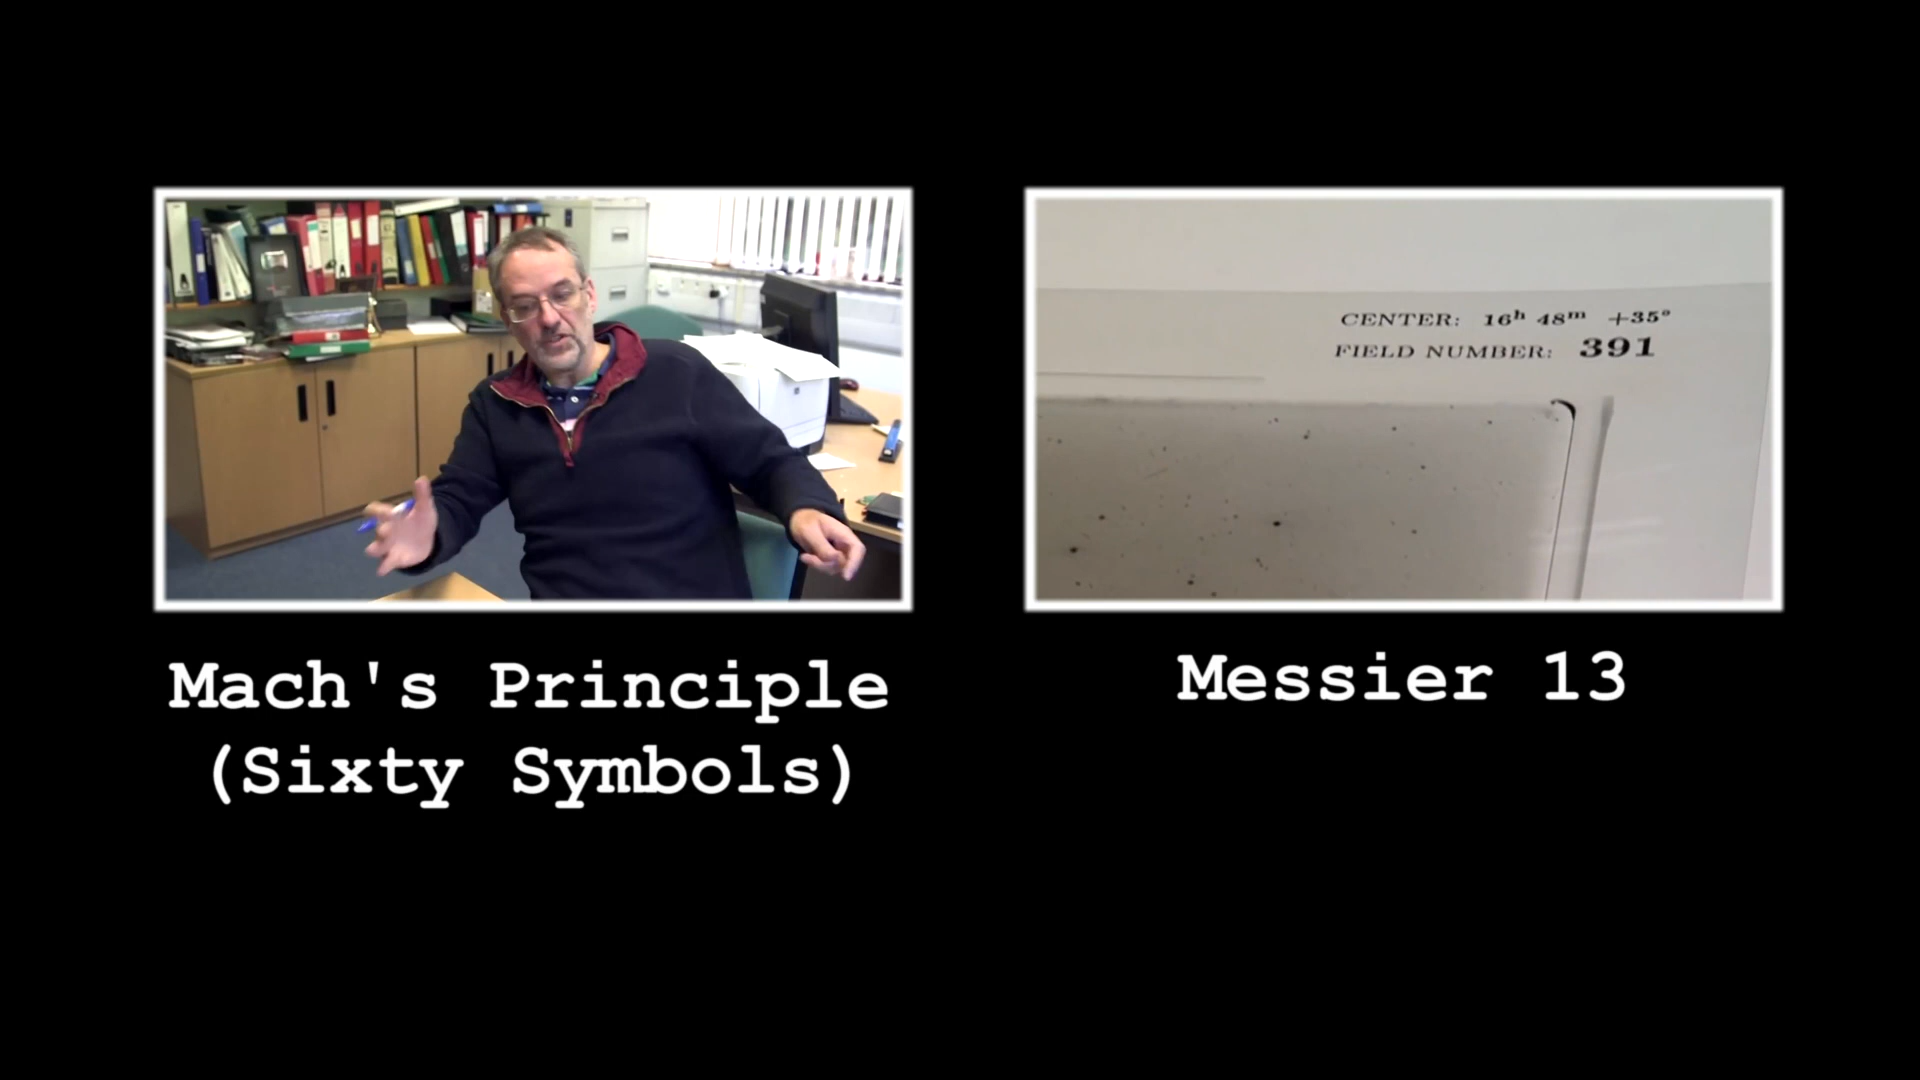 CENTER: 16ʰ 48ᵐ +35°
FIELD NUMBER: 391
Mach's Principle
(Sixty Symbols)
Messier 13